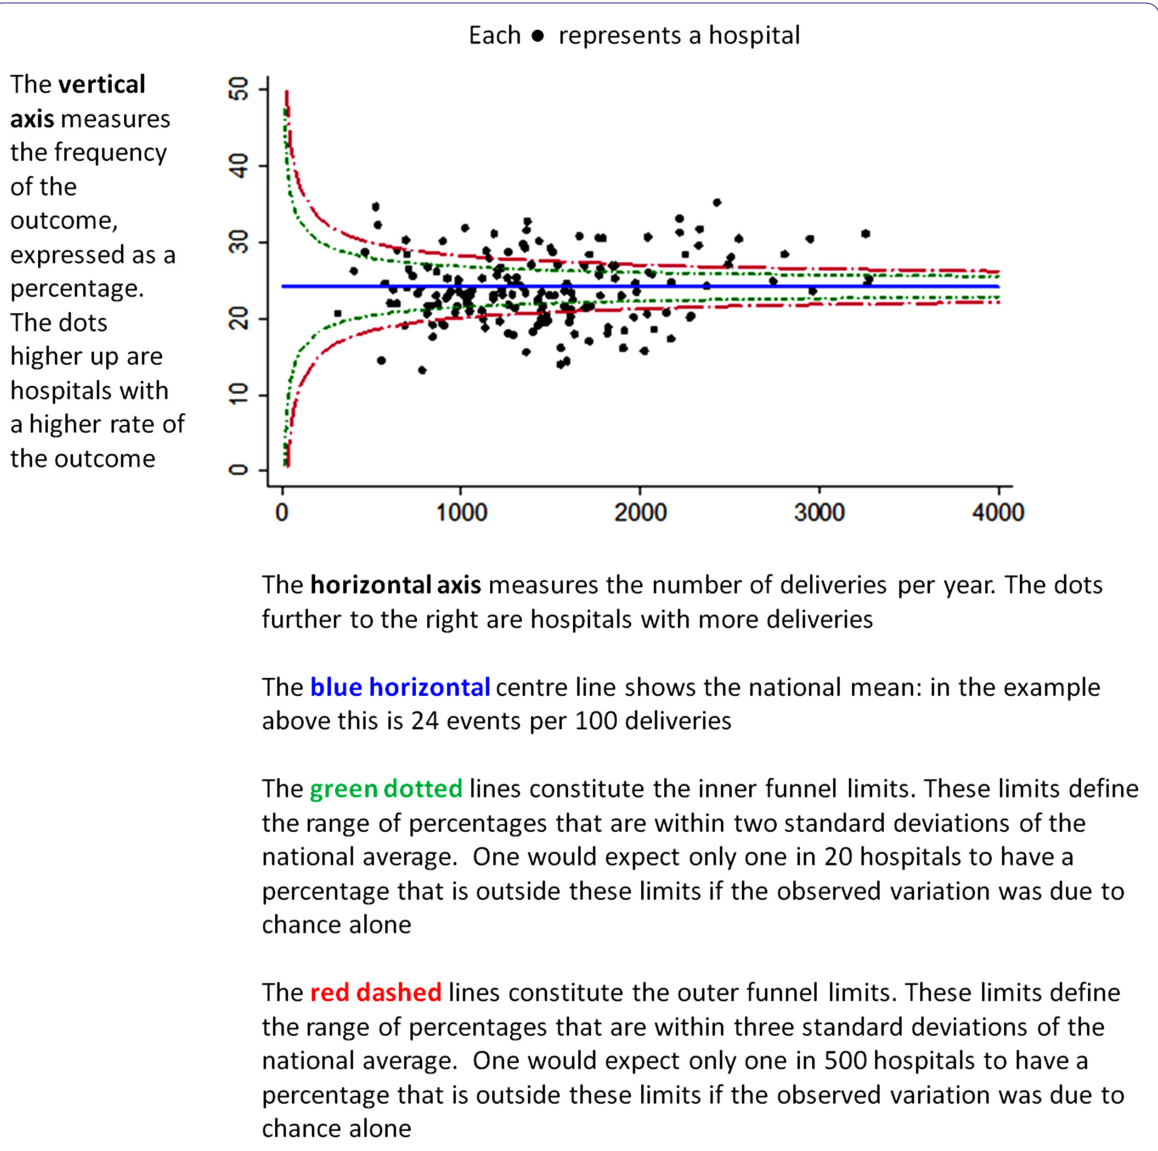 Each ● represents a hospital
The vertical
axis measures
the frequency
of the
outcome,
expressed as a
percentage.
The dots
higher up are
hospitals with
a higher rate of
the outcome
50
40
30
20
10
0
0 1000 2000 3000 4000
The horizontal axis measures the number of deliveries per year. The dots
further to the right are hospitals with more deliveries
The blue horizontal centre line shows the national mean: in the example
above this is 24 events per 100 deliveries
The green dotted lines constitute the inner funnel limits. These limits define
the range of percentages that are within two standard deviations of the
national average. One would expect only one in 20 hospitals to have a
percentage that is outside these limits if the observed variation was due to
chance alone
The red dashed lines constitute the outer funnel limits. These limits define
the range of percentages that are within three standard deviations of the
national average. One would expect only one in 500 hospitals to have a
percentage that is outside these limits if the observed variation was due to
chance alone